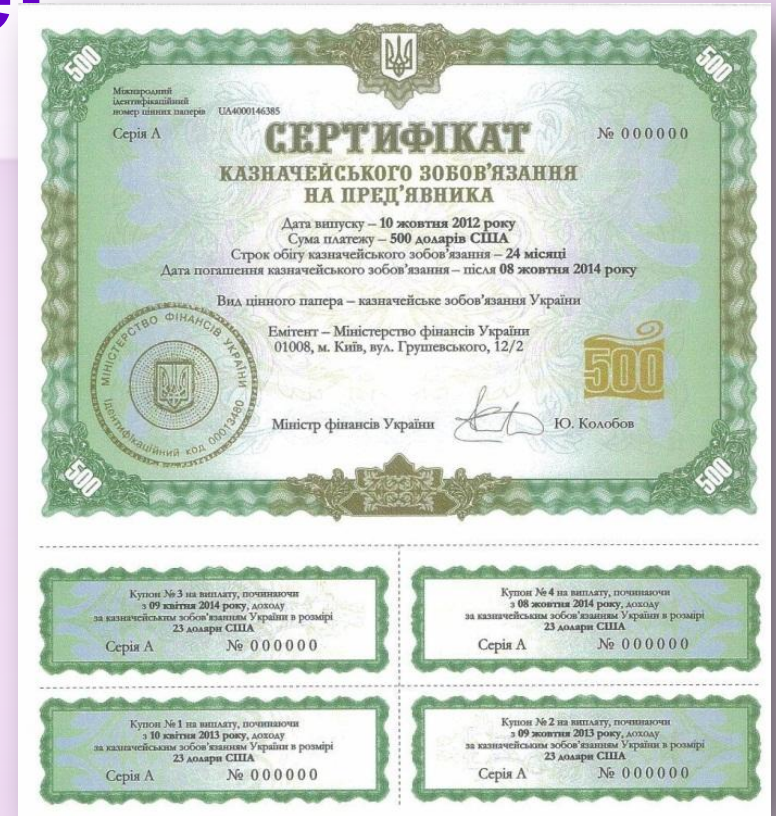 500
500
Міжнародний
ідентифікаційний
номер цінних паперів UA4000146385
Серія А
№ 000000
СЕРТИФІКАТ
КАЗНАЧЕЙСЬКОГО ЗОБОВ'ЯЗАННЯ
НА ПРЕД'ЯВНИКА
Дата випуску – 10 жовтня 2012 року
Сума платежу – 500 доларів США
Строк обігу казначейського зобов'язання – 24 місяці
Дата погашення казначейського зобов'язання – після 08 жовтня 2014 року
Вид цінного папера – казначейське зобов'язання України
Емітент – Міністерство фінансів України
01008, м. Київ, вул. Грушевського, 12/2
500
МІНІСТЕРСТВО ФІНАНСІВ УКРАЇНИ
Ідентифікаційний код 00013480
Міністр фінансів України
Ю. Колобов
500
500
Купон № 3 на виплату, починаючи
з 09 квітня 2014 року, доходу
за казначейським зобов'язанням України в розмірі
23 долари США
Серія А № 000000
Купон № 4 на виплату, починаючи
з 08 жовтня 2014 року, доходу
за казначейським зобов'язанням України в розмірі
23 долари США
Серія А № 000000
Купон № 1 на виплату, починаючи
з 10 квітня 2013 року, доходу
за казначейським зобов'язанням України в розмірі
23 долари США
Серія А № 000000
Купон № 2 на виплату, починаючи
з 09 жовтня 2013 року, доходу
за казначейським зобов'язанням України в розмірі
23 долари США
Серія А № 000000